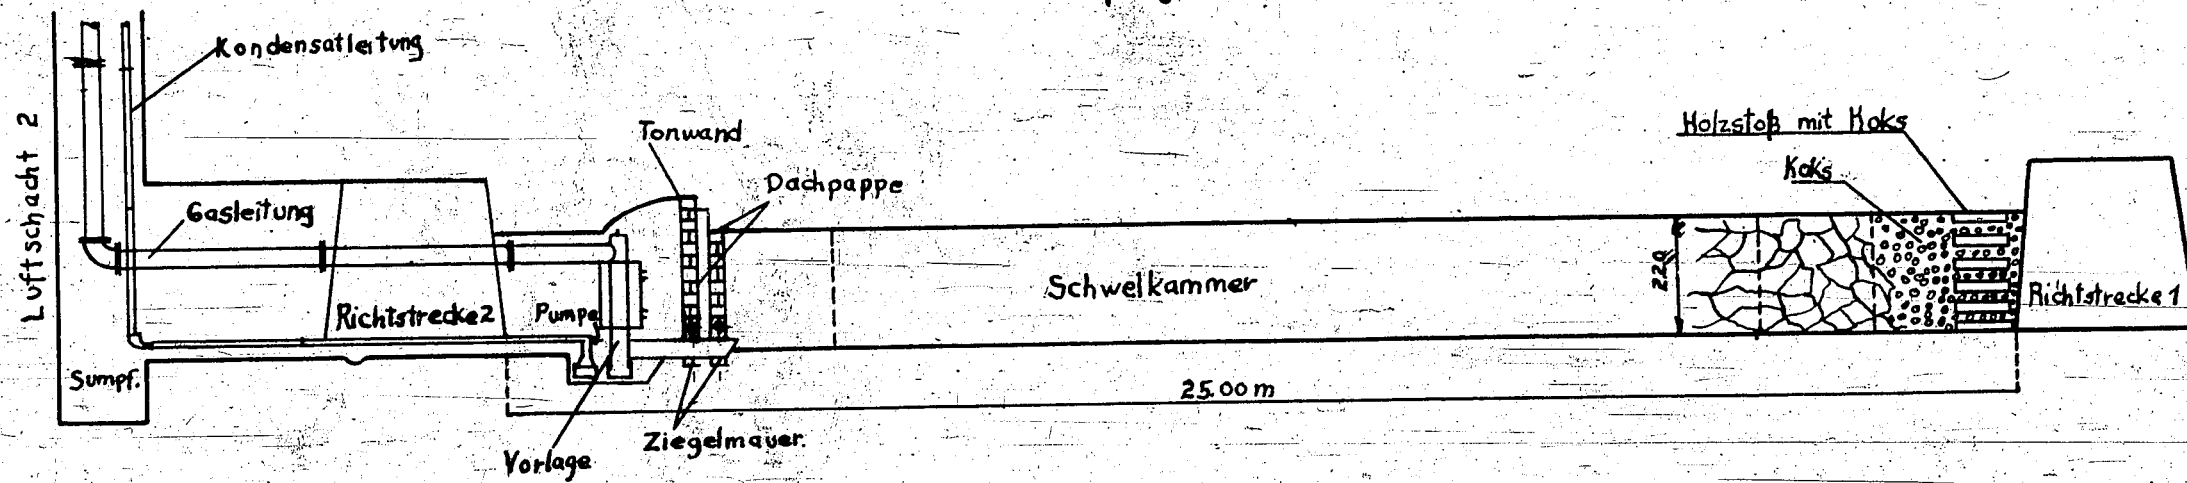 Kondensatleitung
Luftschacht 2
Gasleitung
Tonwand
Dachpappe
Holzstoß mit Koks
Koks
Richtstrecke 2
Pumpe
Schwelkammer
220
Richtstrecke 1
Sumpf.
25.00 m
Ziegelmauer.
Vorlage